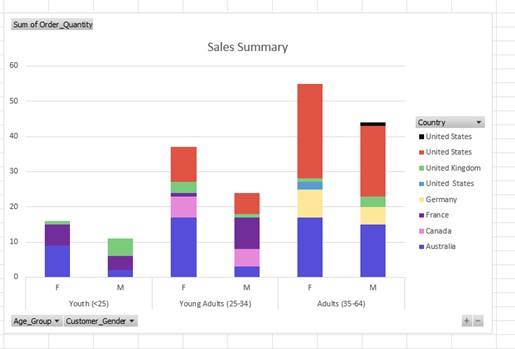 Sum of Order_Quantity
Sales Summary
60
50
40
30
20
10
0
F M F M F M
Youth (<25) Young Adults (25-34) Adults (35-64)
Country
United States
United States
United Kingdom
United  States
Germany
France
Canada
Australia
Age_Group Customer_Gender
+ −